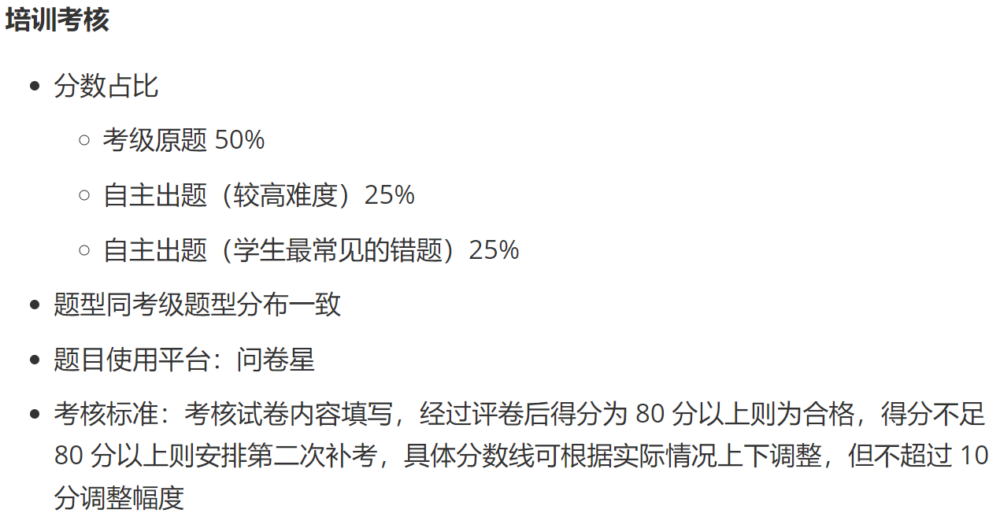 培训考核
分数占比
考级原题 50%
自主出题（较高难度）25%
自主出题（学生最常见的错题）25%
题型同考级题型分布一致
题目使用平台：问卷星
考核标准：考核试卷内容填写，经过评卷后得分为 80 分以上则为合格，得分不足
80 分以上则安排第二次补考，具体分数线可根据实际情况上下调整，但不超过 10
分调整幅度